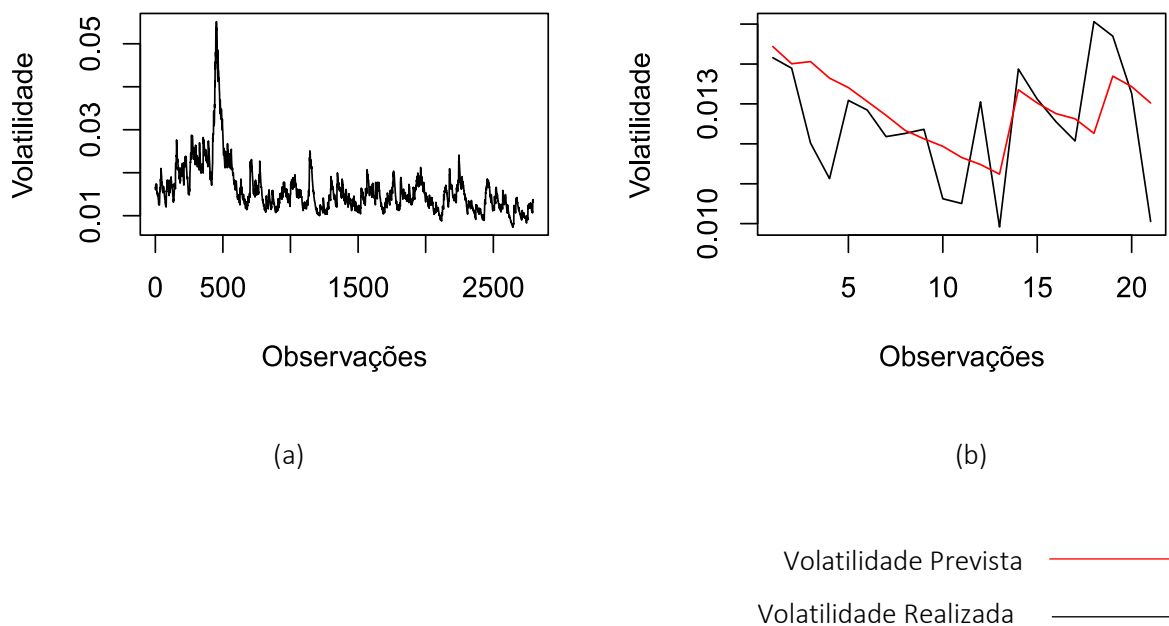 Volatilidade
0.05
0.03
0.01
0 500 1500 2500
Observações
(a)
Volatilidade
0.013
0.010
5 10 15 20
Observações
(b)
Volatilidade Prevista
Volatilidade Realizada